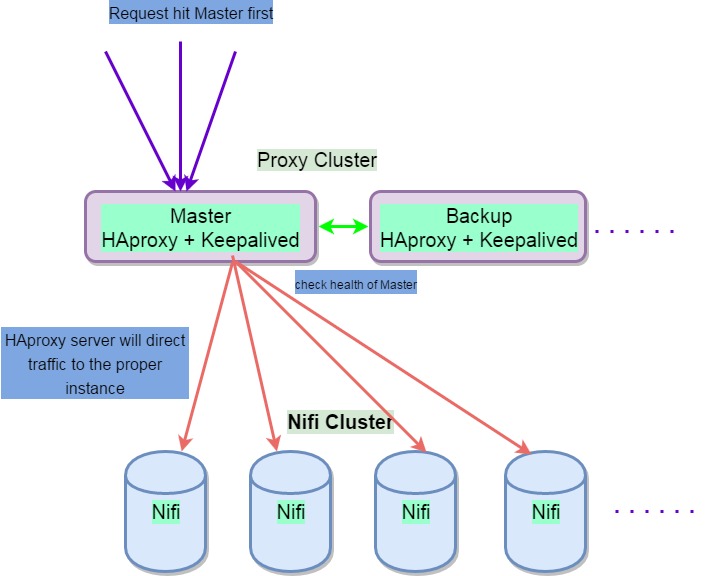 Request hit Master first
Proxy Cluster
Master
HAproxy + Keepalived
Backup
HAproxy + Keepalived
. . . . . .
check health of Master
HAproxy server will direct
traffic to the proper
instance
Nifi Cluster
Nifi
Nifi
Nifi
Nifi
. . . . . .